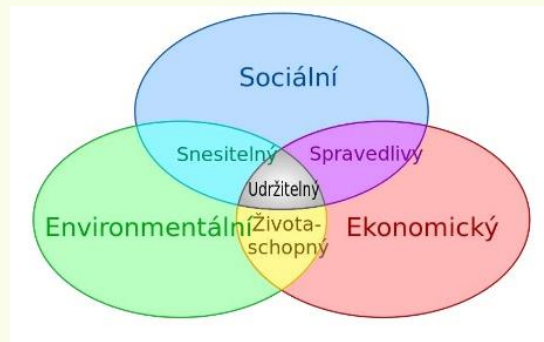 Sociální
Snesitelný
Spravedlivý
Udržitelný
Environmentální
Života-
schopný
Ekonomický